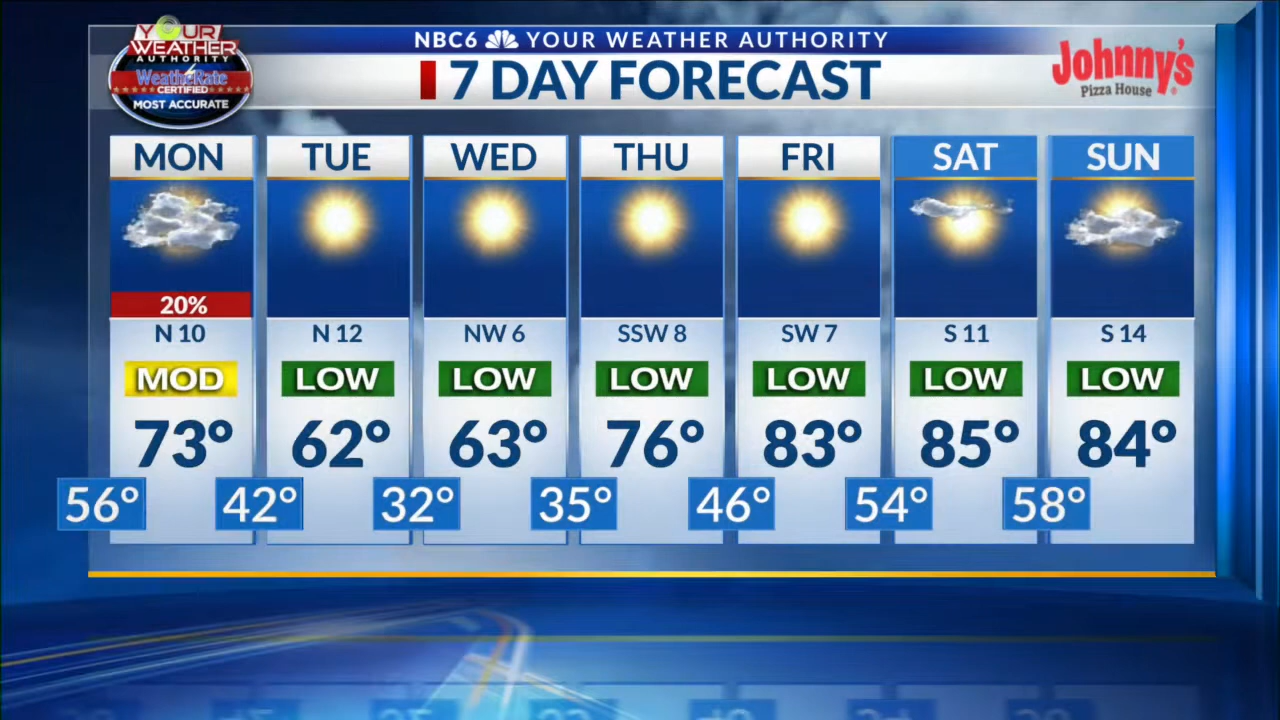 YOUR
WEATHER
AUTHORITY
WeatheRate
CERTIFIED
MOST ACCURATE
NBC6 YOUR WEATHER AUTHORITY
7 DAY FORECAST
Johnny's
Pizza House
MON TUE WED THU FRI SAT SUN
20%
N 10 N 12 NW 6 SSW 8 SW 7 S 11 S 14
MOD LOW LOW LOW LOW LOW LOW
73° 62° 63° 76° 83° 85° 84°
56° 42° 32° 35° 46° 54° 58°